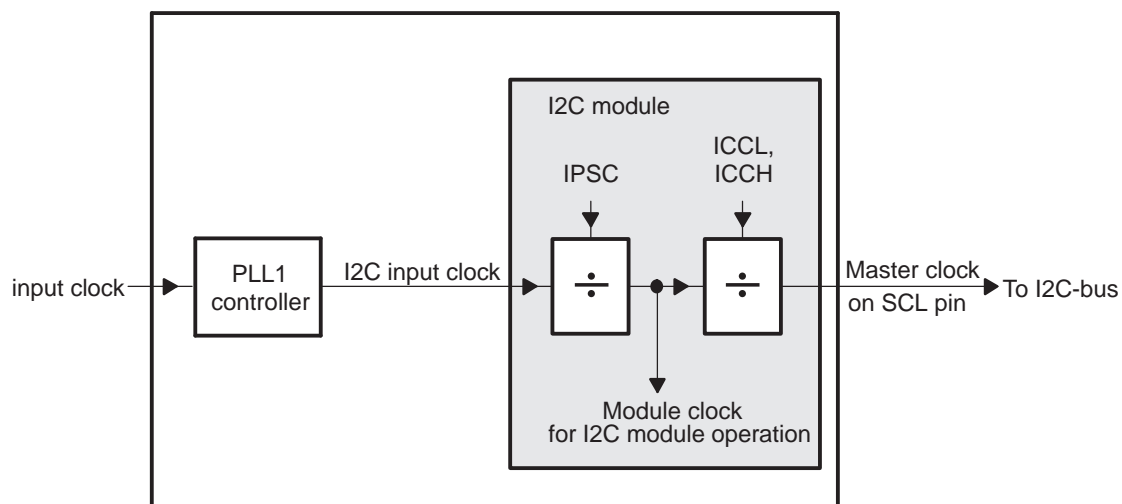 I2C module
ICCL,
ICCH
IPSC
÷
÷
input clock
PLL1
controller
I2C input clock
Master clock
on SCL pin
To I2C-bus
Module clock
for I2C module operation